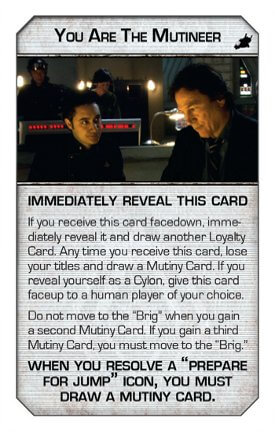 YOU ARE THE MUTINEER
IMMEDIATELY REVEAL THIS CARD
If you receive this card facedown, imme-
diately reveal it and draw another Loyalty
Card. Any time you receive this card, lose
your titles and draw a Mutiny Card. If you
reveal yourself as a Cylon, give this card
faceup to a human player of your choice.
Do not move to the "Brig" when you gain
a second Mutiny Card. If you gain a third
Mutiny Card, you must move to the "Brig."
WHEN YOU RESOLVE A "PREPARE
FOR JUMP" ICON, YOU MUST
DRAW A MUTINY CARD.